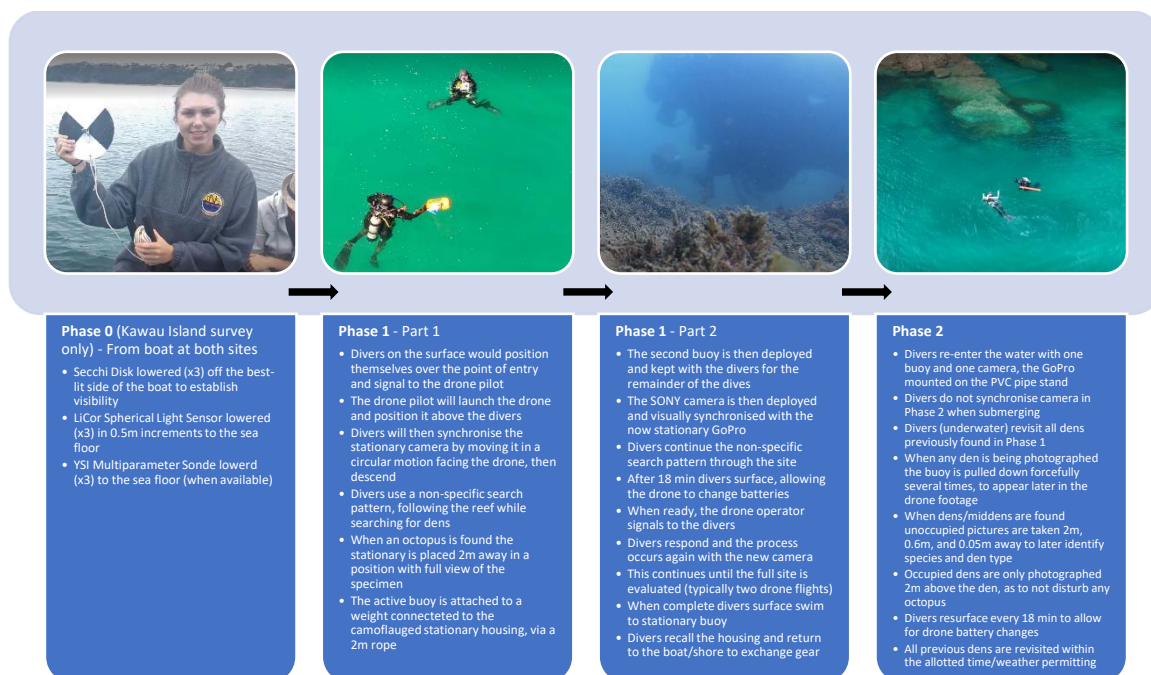 Phase 0 (Kawau Island survey
only) - From boat at both sites
• Secchi Disk lowered (x3) off the best-
lit side of the boat to establish
visibility
• LiCor Spherical Light Sensor lowered
(x3) in 0.5m increments to the sea
floor
• YSI Multiparameter Sonde lowerd
(x3) to the sea floor (when available)
Phase 1 - Part 1
• Divers on the surface would position
themselves over the point of entry
and signal to the drone pilot
• The drone pilot will launch the drone
and position it above the divers
• Divers will then synchronise the
stationary camera by moving it in a
circular motion facing the drone, then
descend
• Divers use a non-specific search
pattern, following the reef while
searching for dens
• When an octopus is found the
stationary is placed 2m away in a
position with full view of the
specimen
• The active buoy is attached to a
weight connecteted to the
camoflauged stationary housing, via a
2m rope
Phase 1 - Part 2
• The second buoy is then deployed
and kept with the divers for the
remainder of the dives
• The SONY camera is then deployed
and visually synchronised with the
now stationary GoPro
• Divers continue the non-specific
search pattern through the site
• After 18 min divers surface, allowing
the drone to change batteries
• When ready, the drone operator
signals to the divers
• Divers respond and the process
occurs again with the new camera
• This continues until the full site is
evaluated (typically two drone flights)
• When complete divers surface swim
to stationary buoy
• Divers recall the housing and return
to the boat/shore to exchange gear
Phase 2
• Divers re-enter the water with one
buoy and one camera, the GoPro
mounted on the PVC pipe stand
• Divers do not synchronise camera in
Phase 2 when submerging
• Divers (underwater) revisit all dens
previously found in Phase 1
• When any den is being photographed
the buoy is pulled down forcefully
several times, to appear later in the
drone footage
• When dens/middens are found
unoccupied pictures are taken 2m,
0.6m, and 0.05m away to later identify
species and den type
• Occupied dens are only photographed
2m above the den, as to not disturb any
octopus
• Divers resurface every 18 min to allow
for drone battery changes
• All previous dens are revisited within
the allotted time/weather permitting